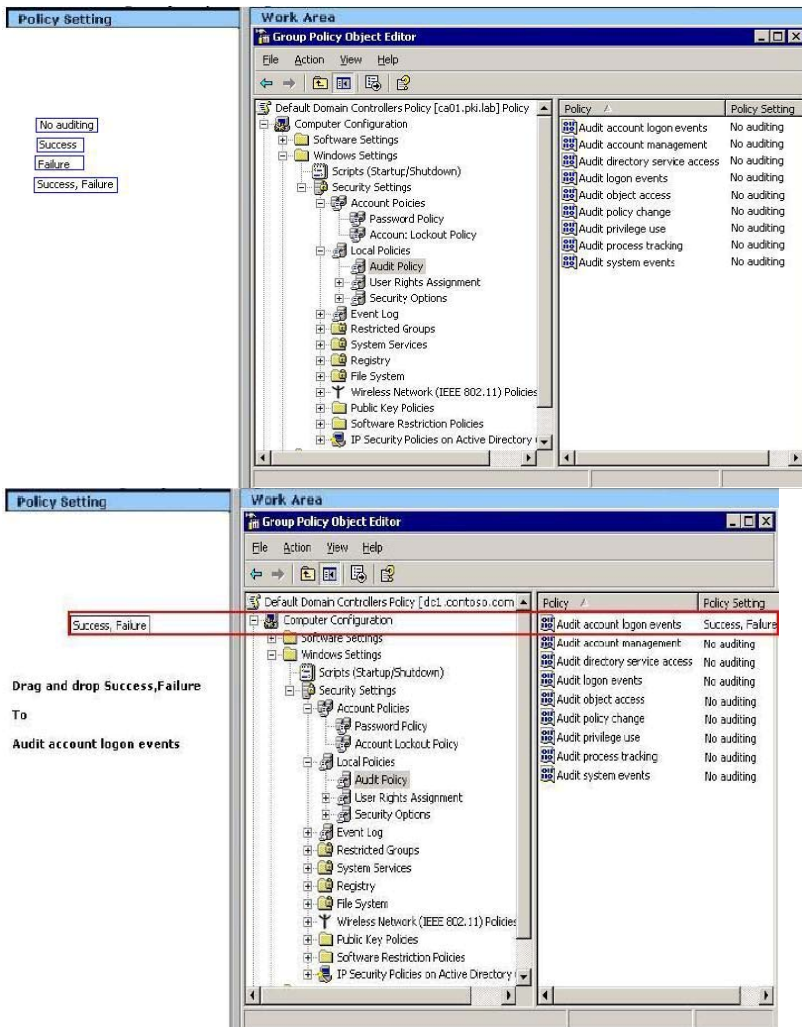 Policy Setting
Work Area
Group Policy Object Editor
File Action View Help
No auditing
Success
Failure
Success, Failure
Default Domain Controllers Policy [ca01.pki.lab] Policy
Computer Configuration
Software Settings
Windows Settings
Scripts (Startup/Shutdown)
Security Settings
Account Policies
Password Policy
Account Lockout Policy
Local Policies
Audit Policy
User Rights Assignment
Security Options
Event Log
Restricted Groups
System Services
Registry
File System
Wireless Network (IEEE 802.11) Policies
Public Key Policies
Software Restriction Policies
IP Security Policies on Active Directory
Policy Policy Setting
Audit account logon events No auditing
Audit account management No auditing
Audit directory service access No auditing
Audit logon events No auditing
Audit object access No auditing
Audit policy change No auditing
Audit privilege use No auditing
Audit process tracking No auditing
Audit system events No auditing
Policy Setting
Work Area
Group Policy Object Editor
File Action View Help
Success, Failure
Drag and drop Success,Failure
To
Audit account logon events
Default Domain Controllers Policy [dc1.contoso.com
Computer Configuration
Software Settings
Windows Settings
Scripts (Startup/Shutdown)
Security Settings
Account Policies
Password Policy
Account Lockout Policy
Local Policies
Audit Policy
User Rights Assignment
Security Options
Event Log
Restricted Groups
System Services
Registry
File System
Wireless Network (IEEE 802.11) Policies
Public Key Policies
Software Restriction Policies
IP Security Policies on Active Directory
Policy Policy Setting
Audit account logon events Success, Failure
Audit account management No auditing
Audit directory service access No auditing
Audit logon events No auditing
Audit object access No auditing
Audit policy change No auditing
Audit privilege use No auditing
Audit process tracking No auditing
Audit system events No auditing